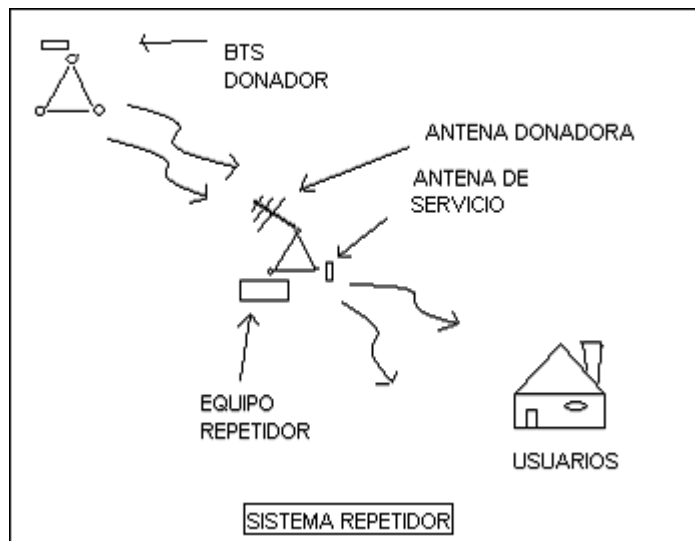 BTS
DONADOR
ANTENA DONADORA
ANTENA DE
SERVICIO
EQUIPO
REPETIDOR
USUARIOS
SISTEMA REPETIDOR